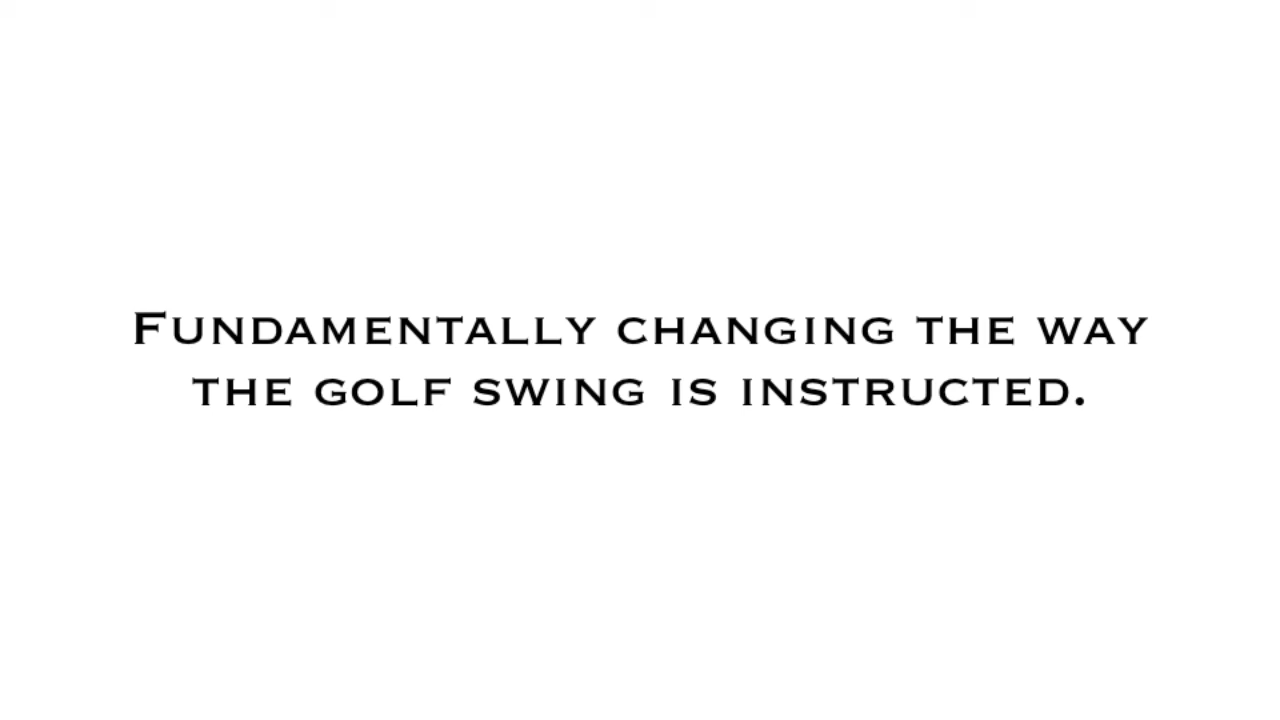 Fundamentally changing the way
the golf swing is instructed.